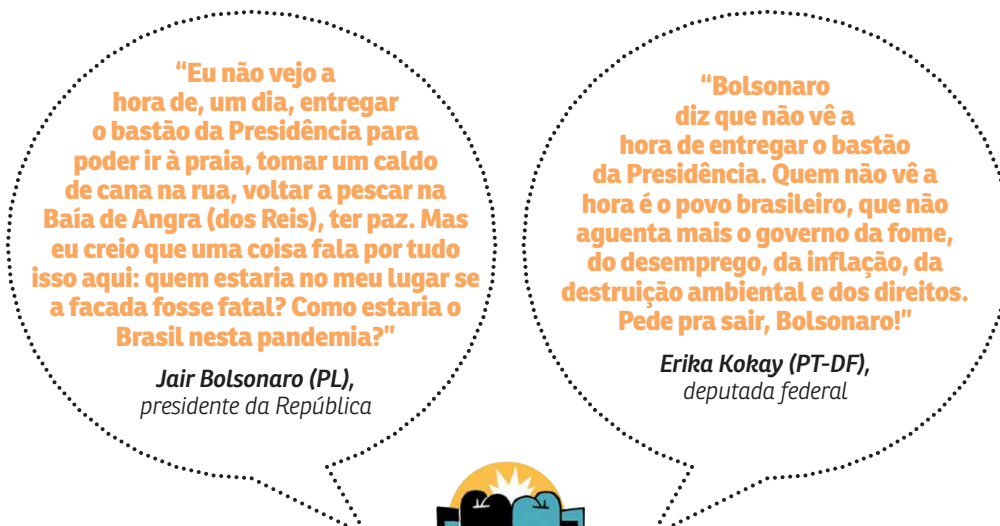 “Eu não vejo a
hora de, um dia, entregar
o bastão da Presidência para
poder ir à praia, tomar um caldo
de cana na rua, voltar a pescar na
Baía de Angra (dos Reis), ter paz. Mas
eu creio que uma coisa fala por tudo
isso aqui: quem estaria no meu lugar se
a facada fosse fatal? Como estaria o
Brasil nesta pandemia?”
Jair Bolsonaro (PL),
presidente da República
“Bolsonaro
diz que não vê a
hora de entregar o bastão
da Presidência. Quem não vê a
hora é o povo brasileiro, que não
aguenta mais o governo da fome,
do desemprego, da inflação, da
destruição ambiental e dos direitos.
Pede pra sair, Bolsonaro!”
Erika Kokay (PT-DF),
deputada federal